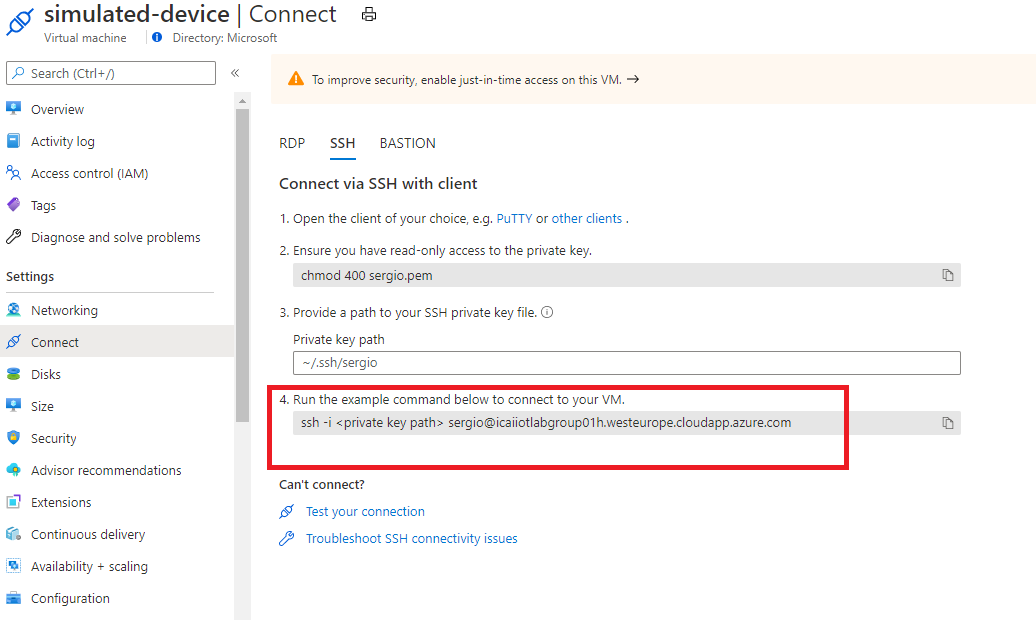 simulated-device | Connect
Virtual machine
Directory: Microsoft
Search (Ctrl+/)
«
Overview
Activity log
Access control (IAM)
Tags
Diagnose and solve problems
Settings
Networking
Connect
Disks
Size
Security
Advisor recommendations
Extensions
Continuous delivery
Availability + scaling
Configuration
To improve security, enable just-in-time access on this VM. →
RDP SSH BASTION
Connect via SSH with client
1. Open the client of your choice, e.g. PuTTY or other clients .
2. Ensure you have read-only access to the private key.
chmod 400 sergio.pem
3. Provide a path to your SSH private key file.
Private key path
~/.ssh/sergio
4. Run the example command below to connect to your VM.
ssh -i <private key path> sergio@icaiiotlabgroup01h.westeurope.cloudapp.azure.com
Can't connect?
Test your connection
Troubleshoot SSH connectivity issues